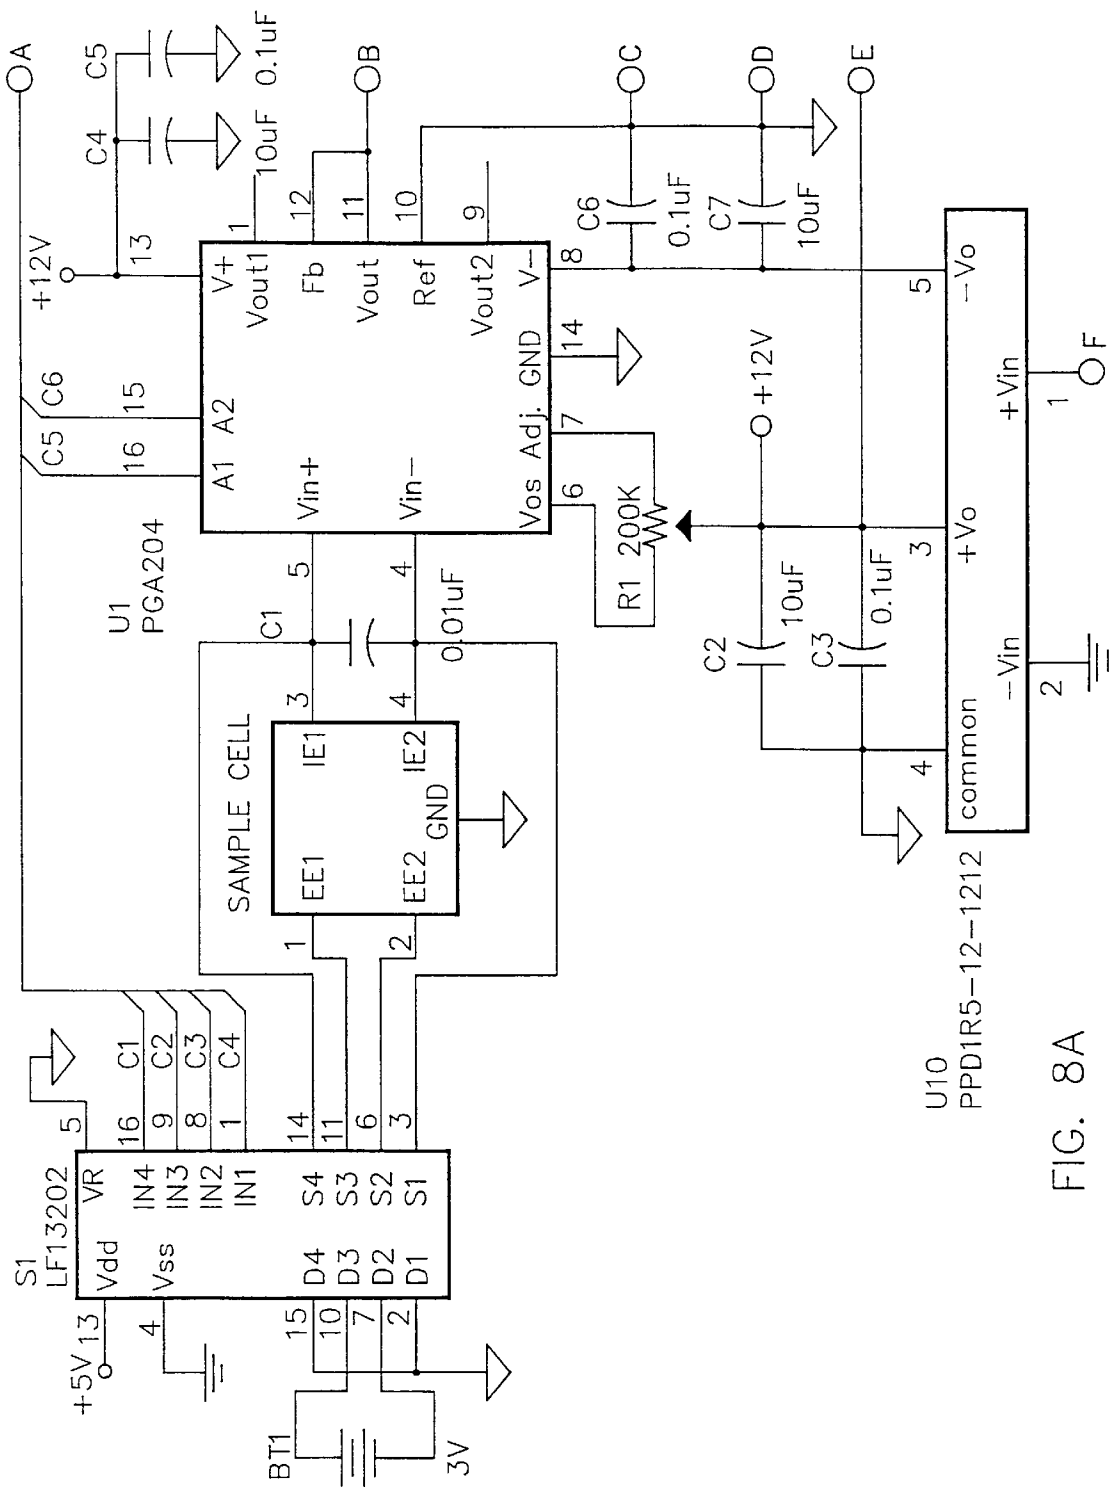 A
+12V
C4
10uF
C5
0.1uF
C5
C6
16
15
13
U1
PGA204
A1
A2
V+
Vout1
1
Fb
12
Vout
11
B
Ref
10
Vout2
9
V-
8
Vin+
5
Vin-
4
Vos
6
Adj.
7
GND
14
R1
200K
C1
0.01uF
SAMPLE CELL
EE1
1
EE2
2
IE1
3
IE2
4
GND
S1
LF13202
+5V
13
Vdd
4
Vss
VR
5
IN4
16
C1
IN3
9
C2
IN2
8
C3
IN1
1
C4
15
D4
S4
14
10
D3
S3
11
7
D2
S2
6
2
D1
S1
3
BT1
3V
C6
0.1uF
C
C7
10uF
D
E
+12V
C2
10uF
C3
0.1uF
U10
PPD1R5-12-1212
4
common
3
+Vo
5
-Vo
-Vin
2
+Vin
1
F
FIG. 8A